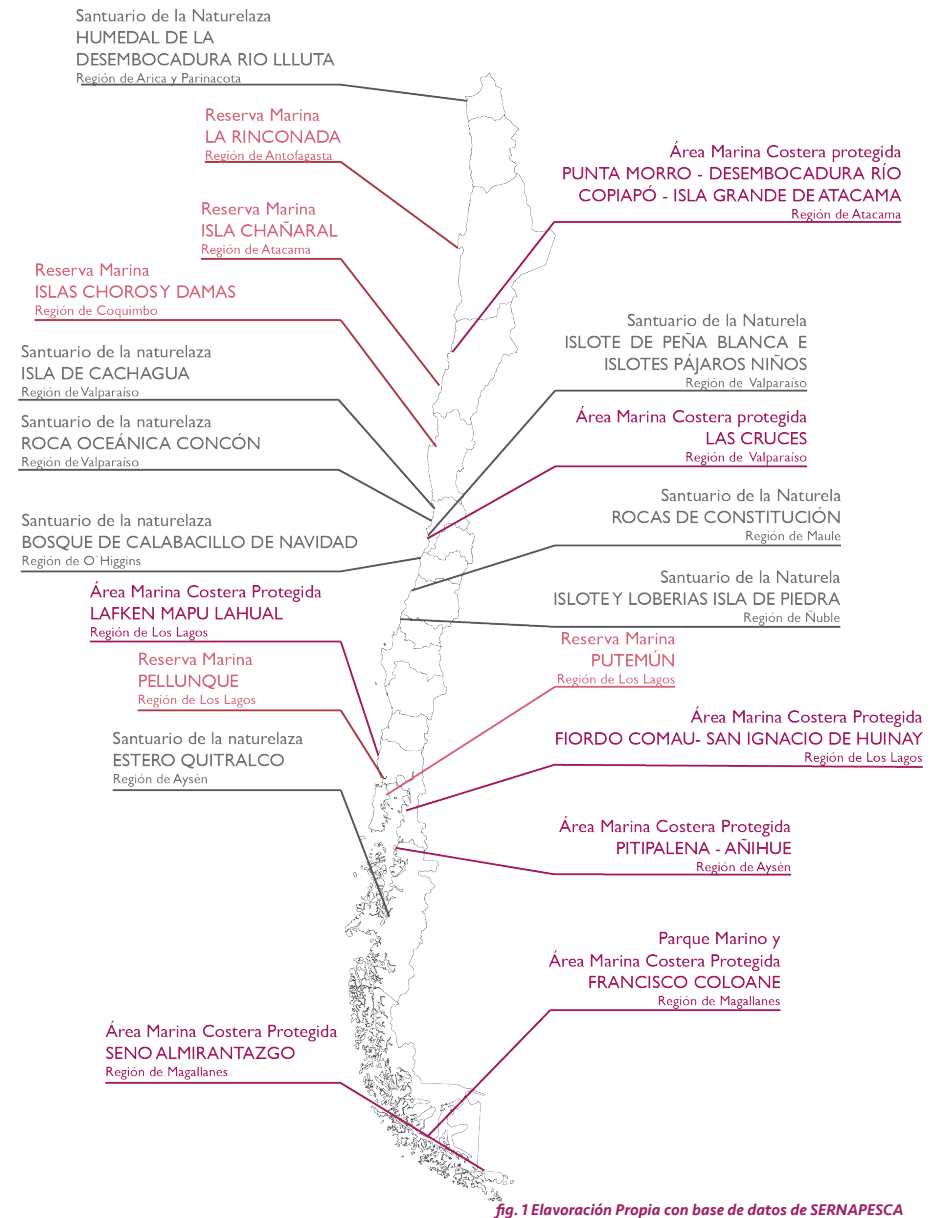 Santuario de la Naturelaza
HUMEDAL DE LA
DESEMBOCADURA RIO LLLUTA
Región de Arica y Parinacota
Reserva Marina
LA RINCONADA
Región de Antofagasta
Área Marina Costera protegida
PUNTA MORRO - DESEMBOCADURA RÍO
COPIAPÓ - ISLA GRANDE DE ATACAMA
Región de Atacama
Reserva Marina
ISLA CHAÑARAL
Región de Atacama
Reserva Marina
ISLAS CHOROS Y DAMAS
Región de Coquimbo
Santuario de la Naturela
ISLOTE DE PEÑA BLANCA E
ISLOTES PÁJAROS NIÑOS
Región de Valparaíso
Santuario de la naturelaza
ISLA DE CACHAGUA
Región de Valparaíso
Área Marina Costera protegida
LAS CRUCES
Región de Valparaíso
Santuario de la naturelaza
ROCA OCEÁNICA CONCÓN
Región de Valparaíso
Santuario de la Naturela
ROCAS DE CONSTITUCIÓN
Región de Maule
Santuario de la naturelaza
BOSQUE DE CALABACILLO DE NAVIDAD
Región de O´Higgins
Santuario de la Naturela
ISLOTE Y LOBERIAS ISLA DE PIEDRA
Región de Ñuble
Área Marina Costera Protegida
LAFKEN MAPU LAHUAL
Región de Los Lagos
Reserva Marina
PUTEMÚN
Región de Los Lagos
Reserva Marina
PELLUNQUE
Región de Los Lagos
Área Marina Costera Protegida
FIORDO COMAU- SAN IGNACIO DE HUINAY
Región de Los Lagos
Santuario de la naturelaza
ESTERO QUITRALCO
Región de Aysén
Área Marina Costera Protegida
PITIPALENA - AÑIHUE
Región de Aysén
Parque Marino y
Área Marina Costera Protegida
FRANCISCO COLOANE
Región de Magallanes
Área Marina Costera Protegida
SENO ALMIRANTAZGO
Región de Magallanes
fig. 1 Elavoración Propia con base de datos de SERNAPESCA